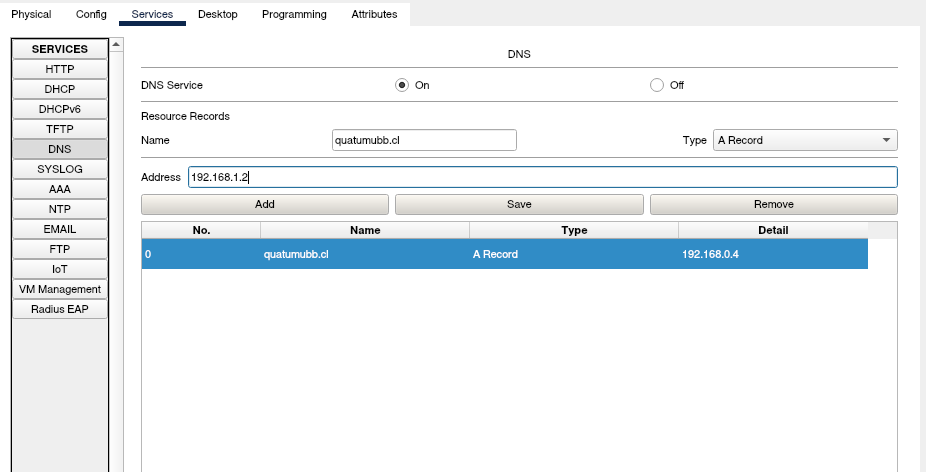 Physical Config Services Desktop Programming Attributes
SERVICES
HTTP
DHCP
DHCPv6
TFTP
DNS
SYSLOG
AAA
NTP
EMAIL
FTP
IoT
VM Management
Radius EAP
DNS
DNS Service On Off
Resource Records
Name quatumubb.cl Type A Record
Address 192.168.1.2
Add Save Remove
No. Name Type Detail
0 quatumubb.cl A Record 192.168.0.4